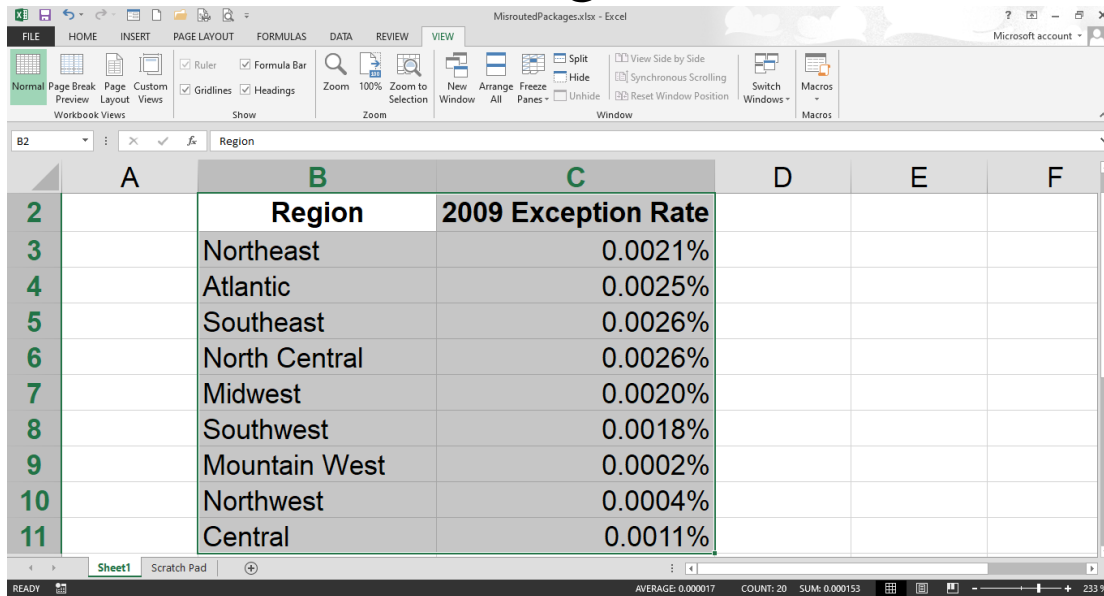 MisroutedPackages.xlsx - Excel
FILE HOME INSERT PAGE LAYOUT FORMULAS DATA REVIEW VIEW Microsoft account
Normal Page Break Preview Page Layout Custom Views Ruler Formula Bar Gridlines Headings Zoom 100% Zoom to Selection New Window Arrange All Freeze Panes Split Hide Unhide View Side by Side Synchronous Scrolling Reset Window Position Switch Windows Macros
Workbook Views Show Zoom Window Macros
B2 fx Region
A B C D E F
2 Region 2009 Exception Rate
3 Northeast 0.0021%
4 Atlantic 0.0025%
5 Southeast 0.0026%
6 North Central 0.0026%
7 Midwest 0.0020%
8 Southwest 0.0018%
9 Mountain West 0.0002%
10 Northwest 0.0004%
11 Central 0.0011%
Sheet1 Scratch Pad
READY AVERAGE: 0.000017 COUNT: 20 SUM: 0.000153 233%